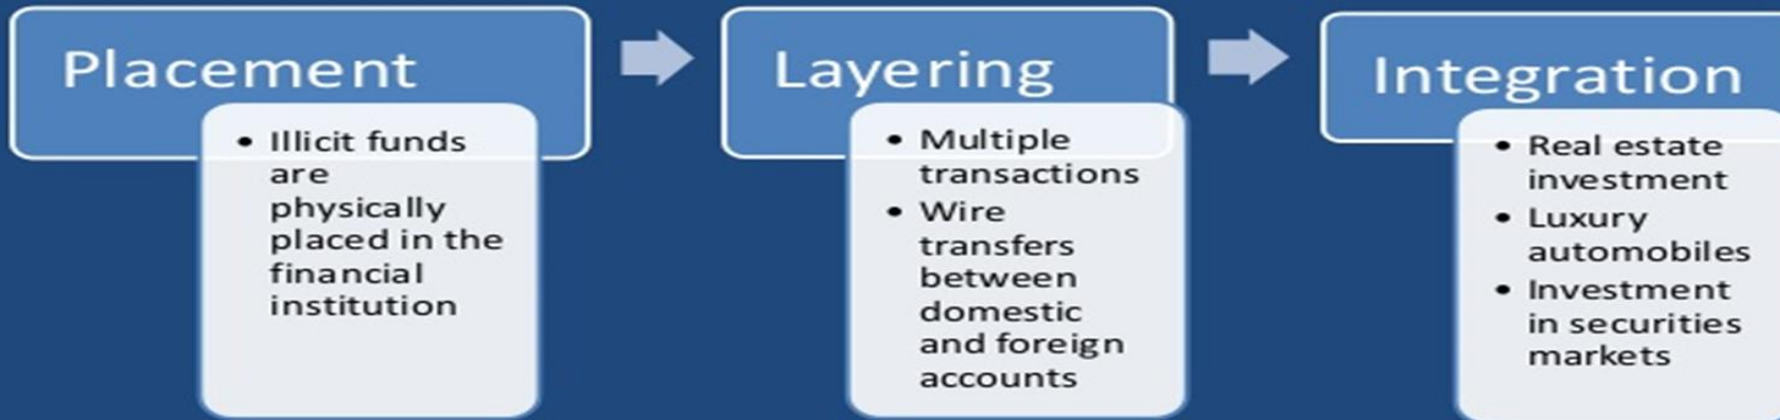 Placement
• Illicit funds
are
physically
placed in the
financial
institution
Layering
• Multiple
transactions
• Wire
transfers
between
domestic
and foreign
accounts
Integration
• Real estate
investment
• Luxury
automobiles
• Investment
in securities
markets